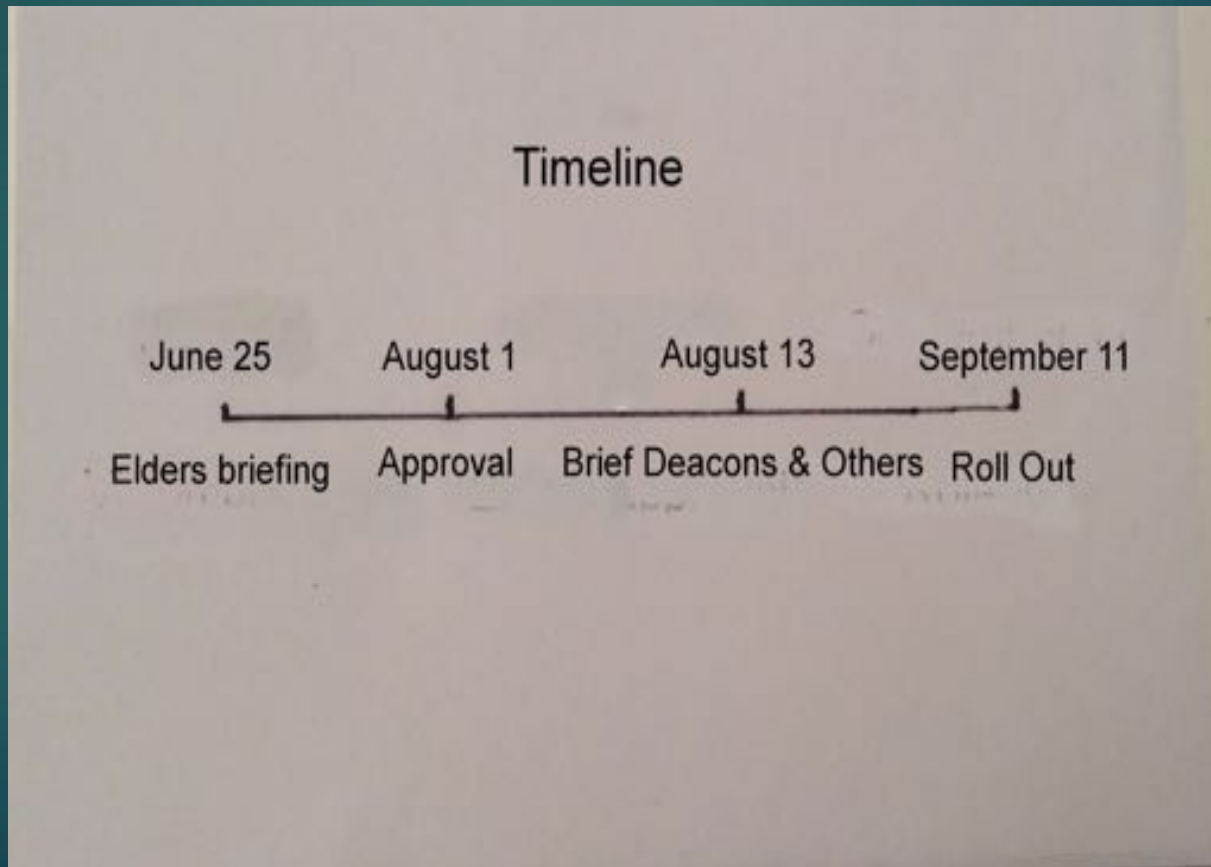 Timeline
June 25 August 1 August 13 September 11
Elders briefing Approval Brief Deacons & Others Roll Out